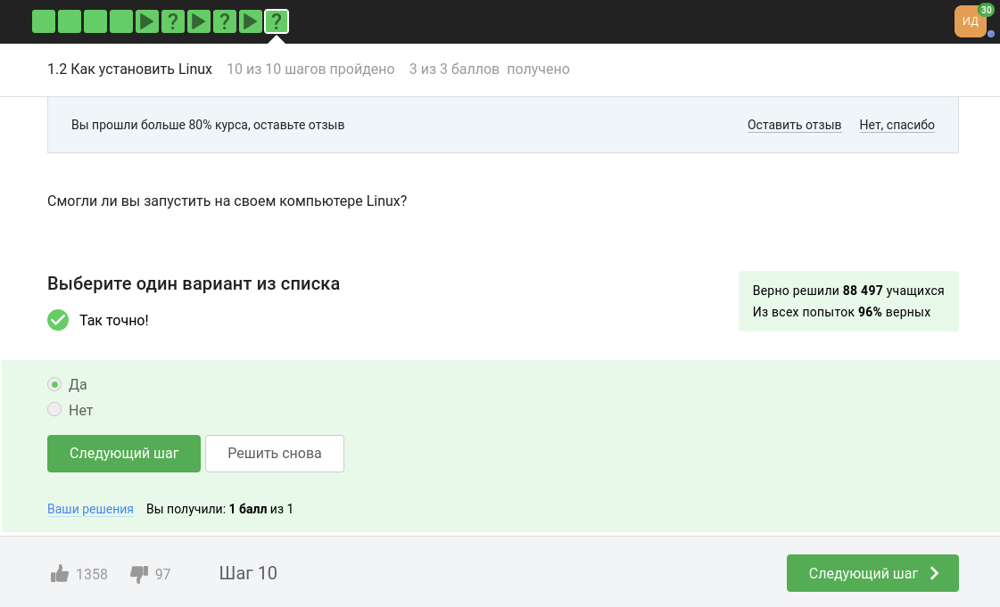 ? ? ?
ИД
30
1.2 Как установить Linux 10 из 10 шагов пройдено 3 из 3 баллов получено
Вы прошли больше 80% курса, оставьте отзыв Оставить отзыв Нет, спасибо
Смогли ли вы запустить на своем компьютере Linux?
Выберите один вариант из списка
Так точно!
Верно решили 88 497 учащихся
Из всех попыток 96% верных
Да
Нет
Следующий шаг Решить снова
Ваши решения Вы получили: 1 балл из 1
1358 97 Шаг 10 Следующий шаг